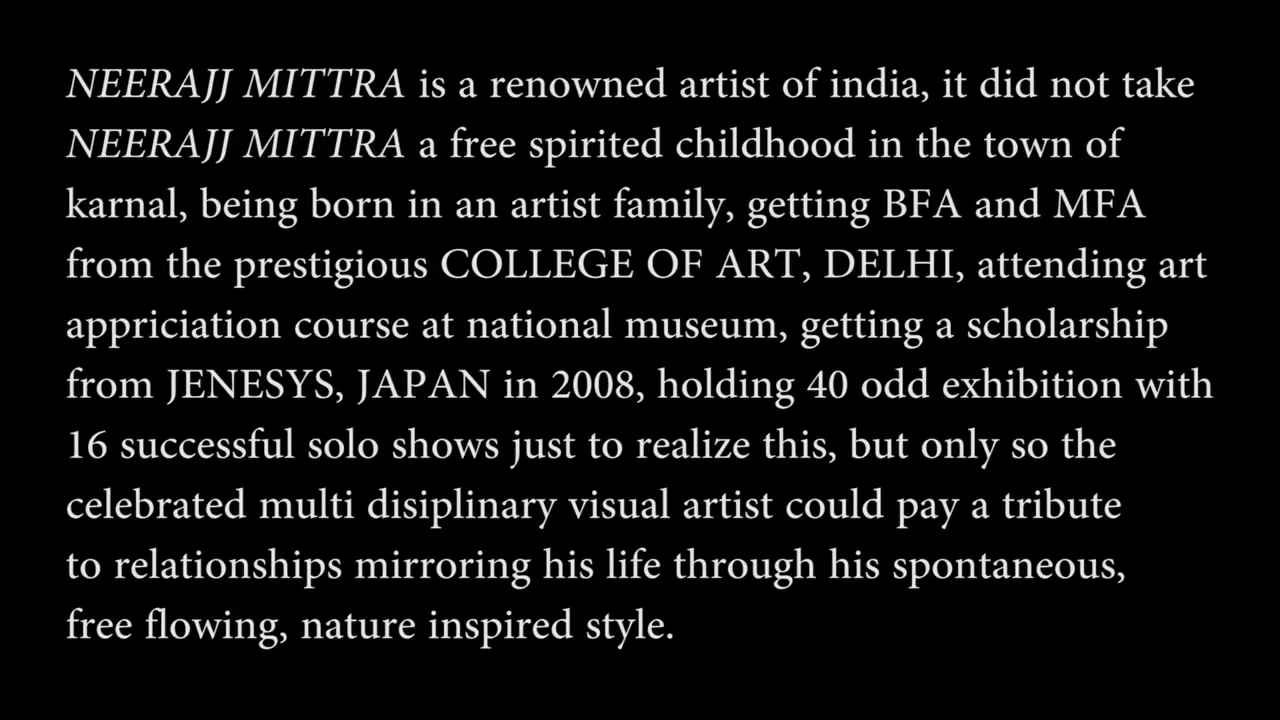 NEERAJJ MITTRA is a renowned artist of india, it did not take
NEERAJJ MITTRA a free spirited childhood in the town of
karnal, being born in an artist family, getting BFA and MFA
from the prestigious COLLEGE OF ART, DELHI, attending art
appriciation course at national museum, getting a scholarship
from JENESYS, JAPAN in 2008, holding 40 odd exhibition with
16 successful solo shows just to realize this, but only so the
celebrated multi disiplinary visual artist could pay a tribute
to relationships mirroring his life through his spontaneous,
free flowing, nature inspired style.